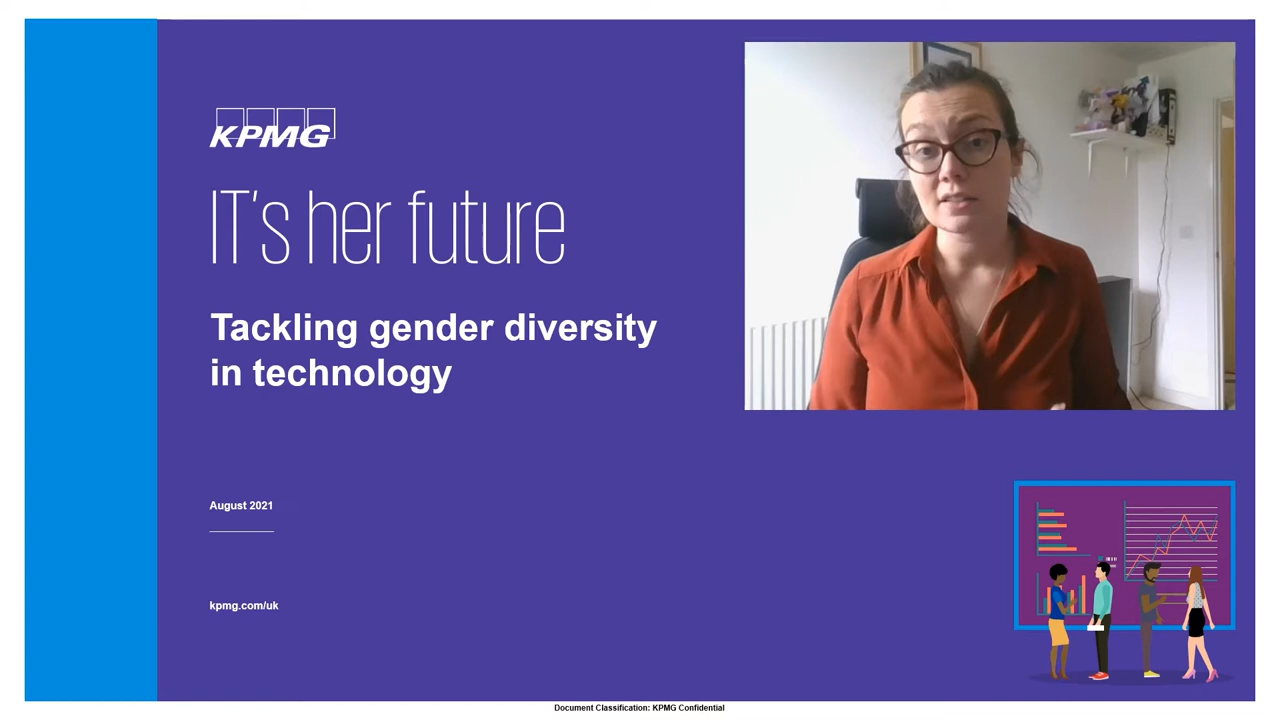 KPMG
IT's her future
Tackling gender diversity
in technology
August 2021
kpmg.com/uk
Document Classification: KPMG Confidential